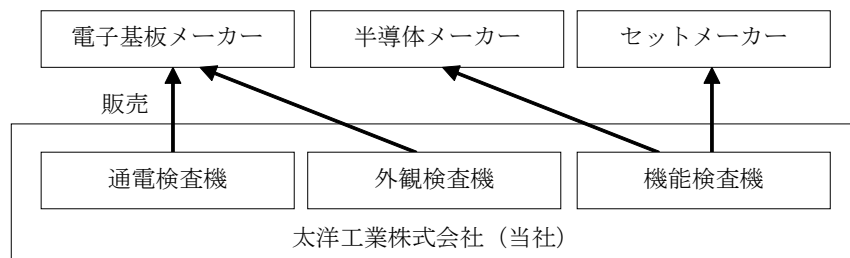 電子基板メーカー
半導体メーカー
セットメーカー
販売
通電検査機
外観検査機
機能検査機
太洋工業株式会社（当社）